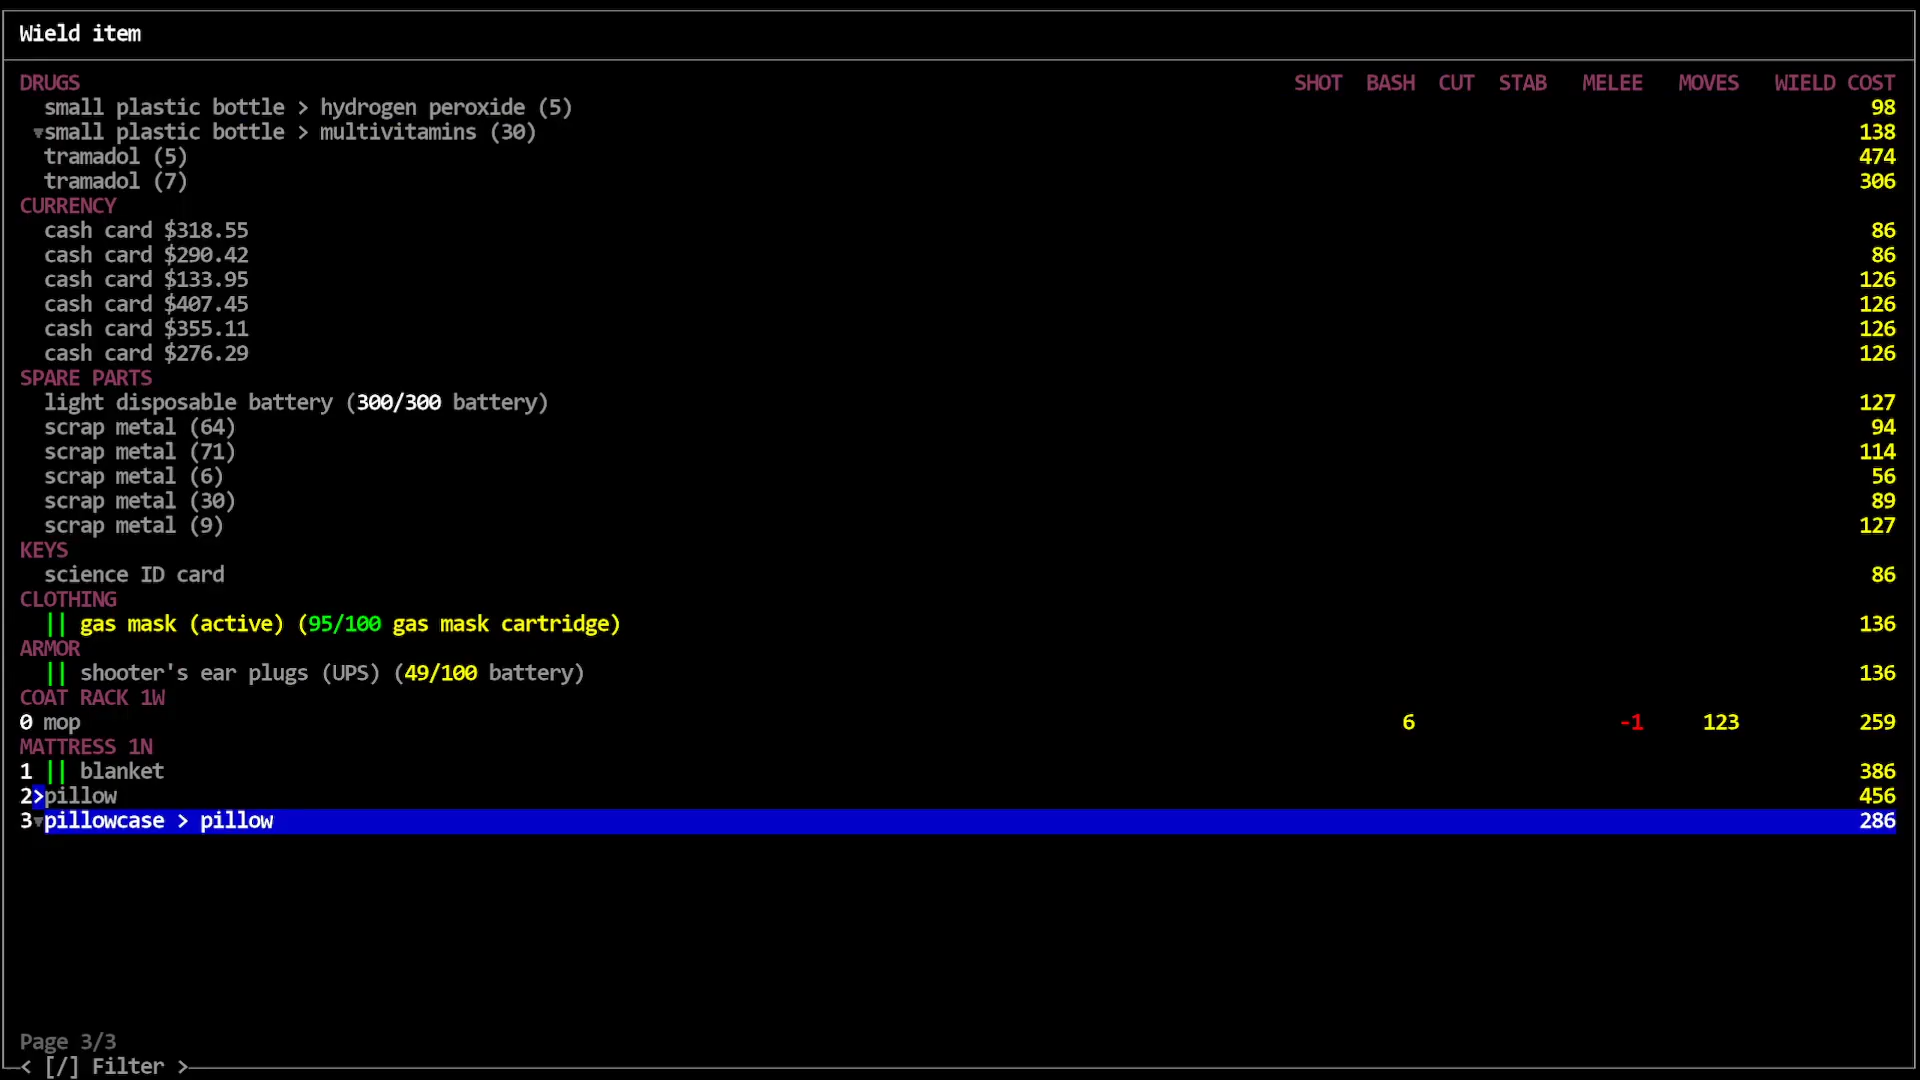 Wield item
DRUGS SHOT BASH CUT STAB MELEE MOVES WIELD COST
small plastic bottle > hydrogen peroxide (5) 98
▼small plastic bottle > multivitamins (30) 138
tramadol (5) 474
tramadol (7) 306
CURRENCY
cash card $318.55 86
cash card $290.42 86
cash card $133.95 126
cash card $407.45 126
cash card $355.11 126
cash card $276.29 126
SPARE PARTS
light disposable battery (300/300 battery) 127
scrap metal (64) 94
scrap metal (71) 114
scrap metal (6) 56
scrap metal (30) 89
scrap metal (9) 127
KEYS
science ID card 86
CLOTHING
|| gas mask (active) (95/100 gas mask cartridge) 136
ARMOR
|| shooter's ear plugs (UPS) (49/100 battery) 136
COAT RACK 1W
0 mop 6 -1 123 259
MATTRESS 1N
1 || blanket 386
2>pillow 456
3▼pillowcase > pillow 286
Page 3/3
< [/] Filter >